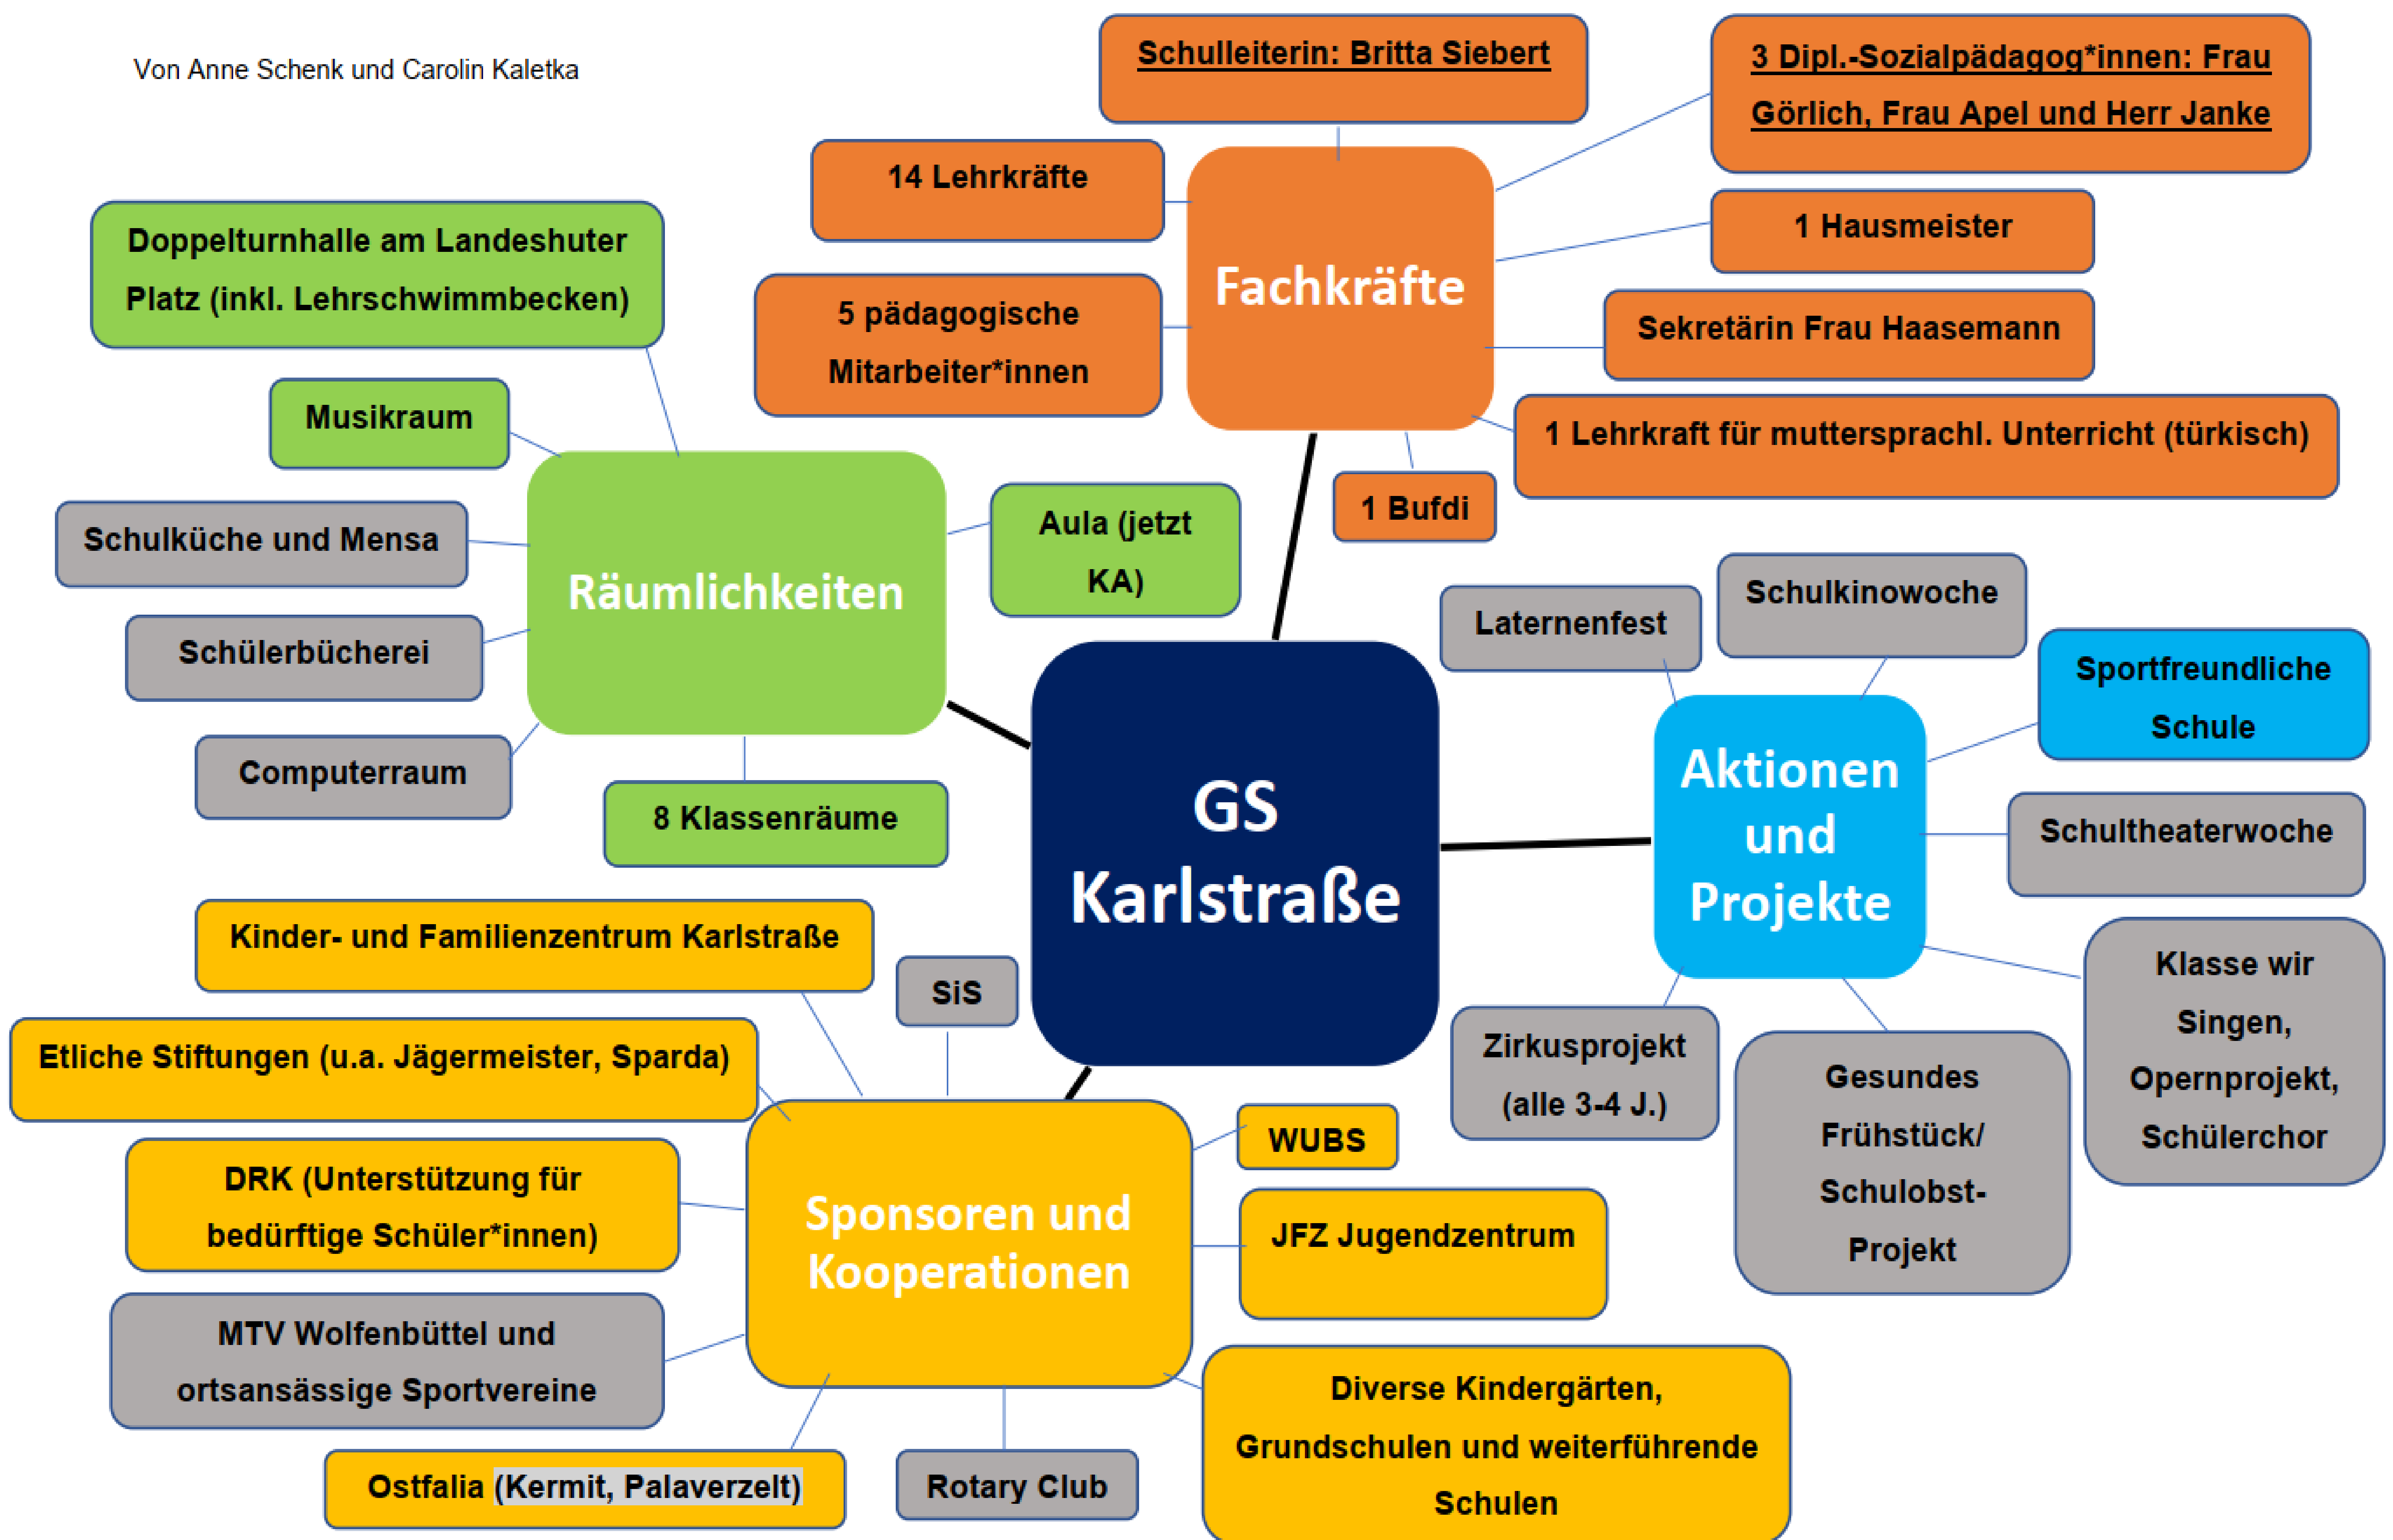 Von Anne Schenk und Carolin Kaletka
Schulleiterin: Britta Siebert
3 Dipl.-Sozialpädagog*innen: Frau
Görlich, Frau Apel und Herr Janke
14 Lehrkräfte
1 Hausmeister
5 pädagogische
Mitarbeiter*innen
Fachkräfte
Sekretärin Frau Haasemann
1 Lehrkraft für muttersprachl. Unterricht (türkisch)
1 Bufdi
Doppelturnhalle am Landeshuter
Platz (inkl. Lehrschwimmbecken)
Musikraum
Schulküche und Mensa
Räumlichkeiten
Aula (jetzt
KA)
Schülerbücherei
Computerraum
8 Klassenräume
GS
Karlstraße
Laternenfest
Schulkinowoche
Sportfreundliche
Schule
Aktionen
und
Projekte
Schultheaterwoche
Klasse wir
Singen,
Opernprojekt,
Schülerchor
Zirkusprojekt
(alle 3-4 J.)
Gesundes
Frühstück/
Schulobst-
Projekt
Kinder- und Familienzentrum Karlstraße
SiS
Etliche Stiftungen (u.a. Jägermeister, Sparda)
DRK (Unterstützung für
bedürftige Schüler*innen)
Sponsoren und
Kooperationen
WUBS
JFZ Jugendzentrum
MTV Wolfenbüttel und
ortsansässige Sportvereine
Ostfalia (Kermit, Palaverzelt)
Rotary Club
Diverse Kindergärten,
Grundschulen und weiterführende
Schulen